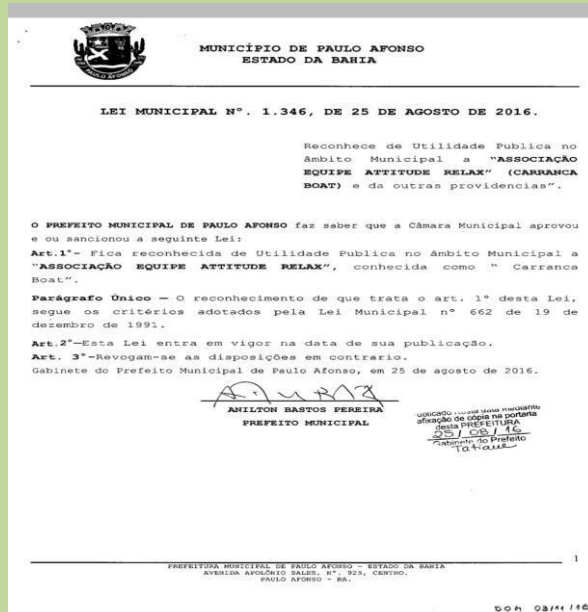 PAULO AFONSO
MUNICÍPIO DE PAULO AFONSO
ESTADO DA BAHIA
LEI MUNICIPAL Nº. 1.346, DE 25 DE AGOSTO DE 2016.
Reconhece de Utilidade Publica no
âmbito Municipal a "ASSOCIAÇÃO
EQUIPE ATTITUDE RELAX" (CARRANCA
BOAT) e da outras providencias".
O PREFEITO MUNICIPAL DE PAULO AFONSO faz saber que a Câmara Municipal aprovou
e ou sancionou a seguinte Lei:
Art.1º- Fica reconhecida de Utilidade Publica no âmbito Municipal a
"ASSOCIAÇÃO EQUIPE ATTITUDE RELAX", conhecida como " Carranca
Boat".
Parágrafo Único — O reconhecimento de que trata o art. 1º desta Lei,
segue os critérios adotados pela Lei Municipal nº 662 de 19 de
dezembro de 1991.
Art.2º—Esta Lei entra em vigor na data de sua publicação.
Art. 3º-Revogam-se as disposições em contrario.
Gabinete do Prefeito Municipal de Paulo Afonso, em 25 de agosto de 2016.
ANILTON BASTOS PEREIRA
PREFEITO MUNICIPAL
data mediante
afixação de cópia na portaria
desta PREFEITURA
25/08/16
Gabinete do Prefeito
Tatiane
1
PREFEITURA MUNICIPAL DE PAULO AFONSO - ESTADO DA BAHIA
AVENIDA APOLÔNIO SALES, Nº. 925, CENTRO.
PAULO AFONSO - BA.
DOM